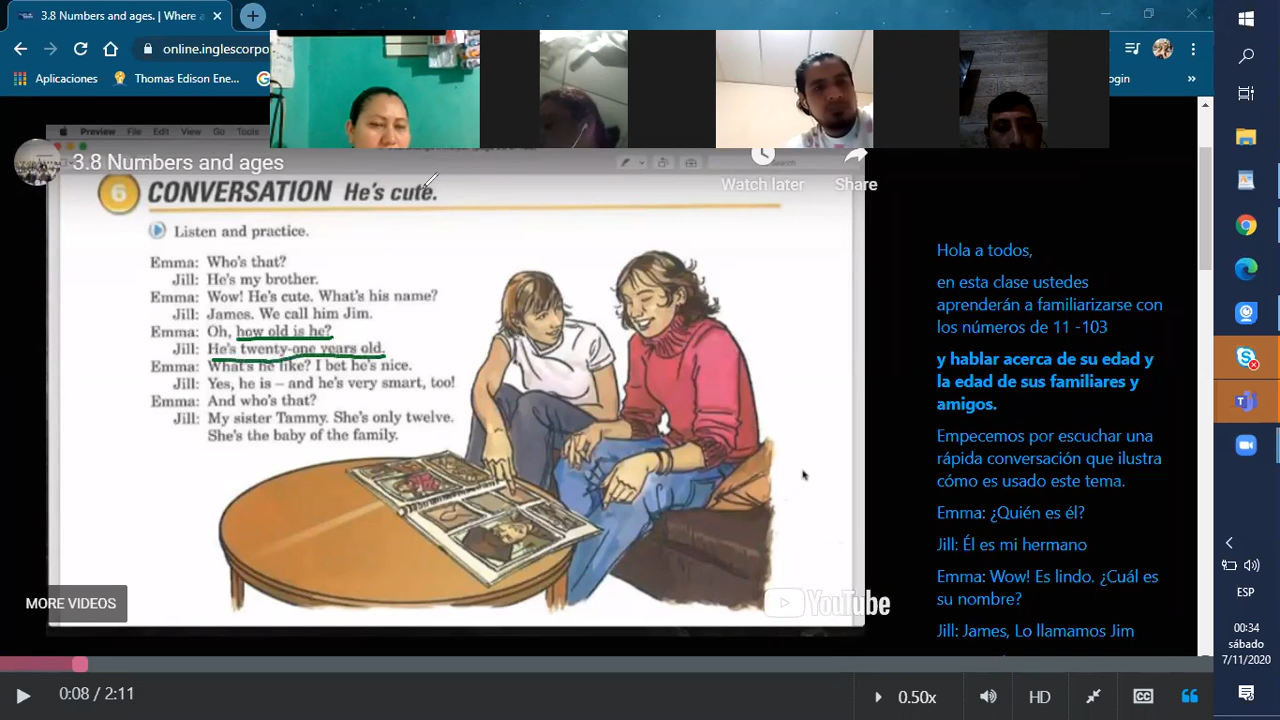 3.8 Numbers and ages. | Where a
online.inglescorpo
Aplicaciones
Thomas Edison Ene...
login
»
Preview File Edit View Go Tools
3.8 Numbers and ages
Watch later
Share
6 CONVERSATION He's cute.
Listen and practice.
Emma: Who's that?
Jill: He's my brother.
Emma: Wow! He's cute. What's his name?
Jill: James. We call him Jim.
Emma: Oh, how old is he?
Jill: He's twenty-one years old.
Emma: What's he like? I bet he's nice.
Jill: Yes, he is – and he's very smart, too!
Emma: And who's that?
Jill: My sister Tammy. She's only twelve.
She's the baby of the family.
MORE VIDEOS
YouTube
Hola a todos,
en esta clase ustedes
aprenderán a familiarizarse con
los números de 11 -103
y hablar acerca de su edad y
la edad de sus familiares y
amigos.
Empecemos por escuchar una
rápida conversación que ilustra
cómo es usado este tema.
Emma: ¿Quién es él?
Jill: Él es mi hermano
Emma: Wow! Es lindo. ¿Cuál es
su nombre?
Jill: James, Lo llamamos Jim
0:08 / 2:11
0.50x
HD
CC
ESP
00:34
sábado
7/11/2020